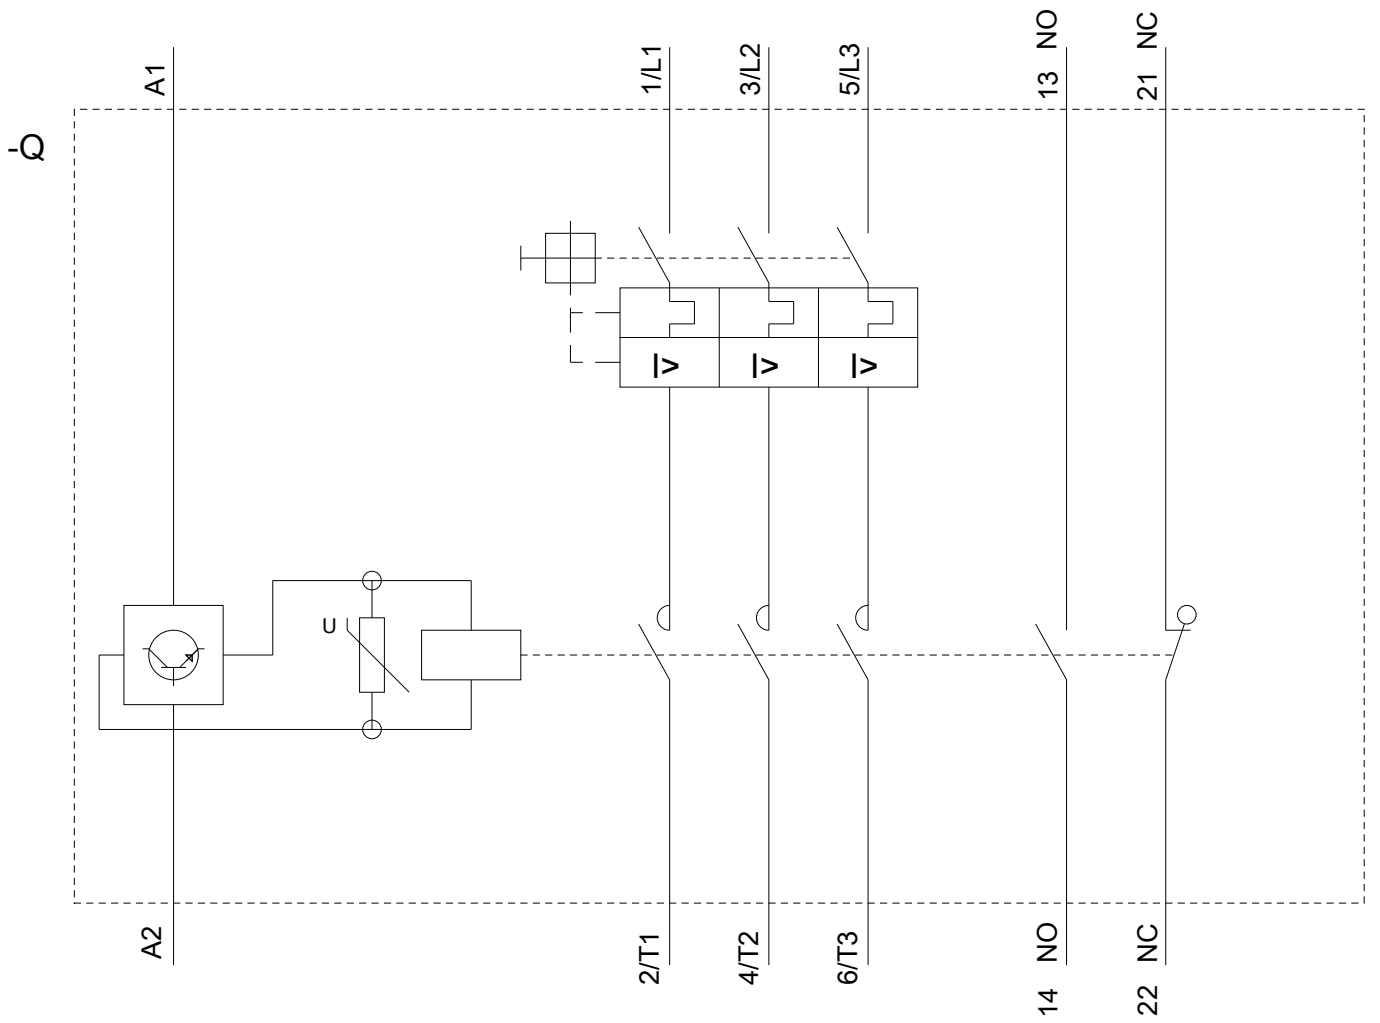 A1
1/L1
3/L2
5/L3
13 NO
21 NC
-Q
I>
I>
I>
U
A2
2/T1
4/T2
6/T3
14 NO
22 NC